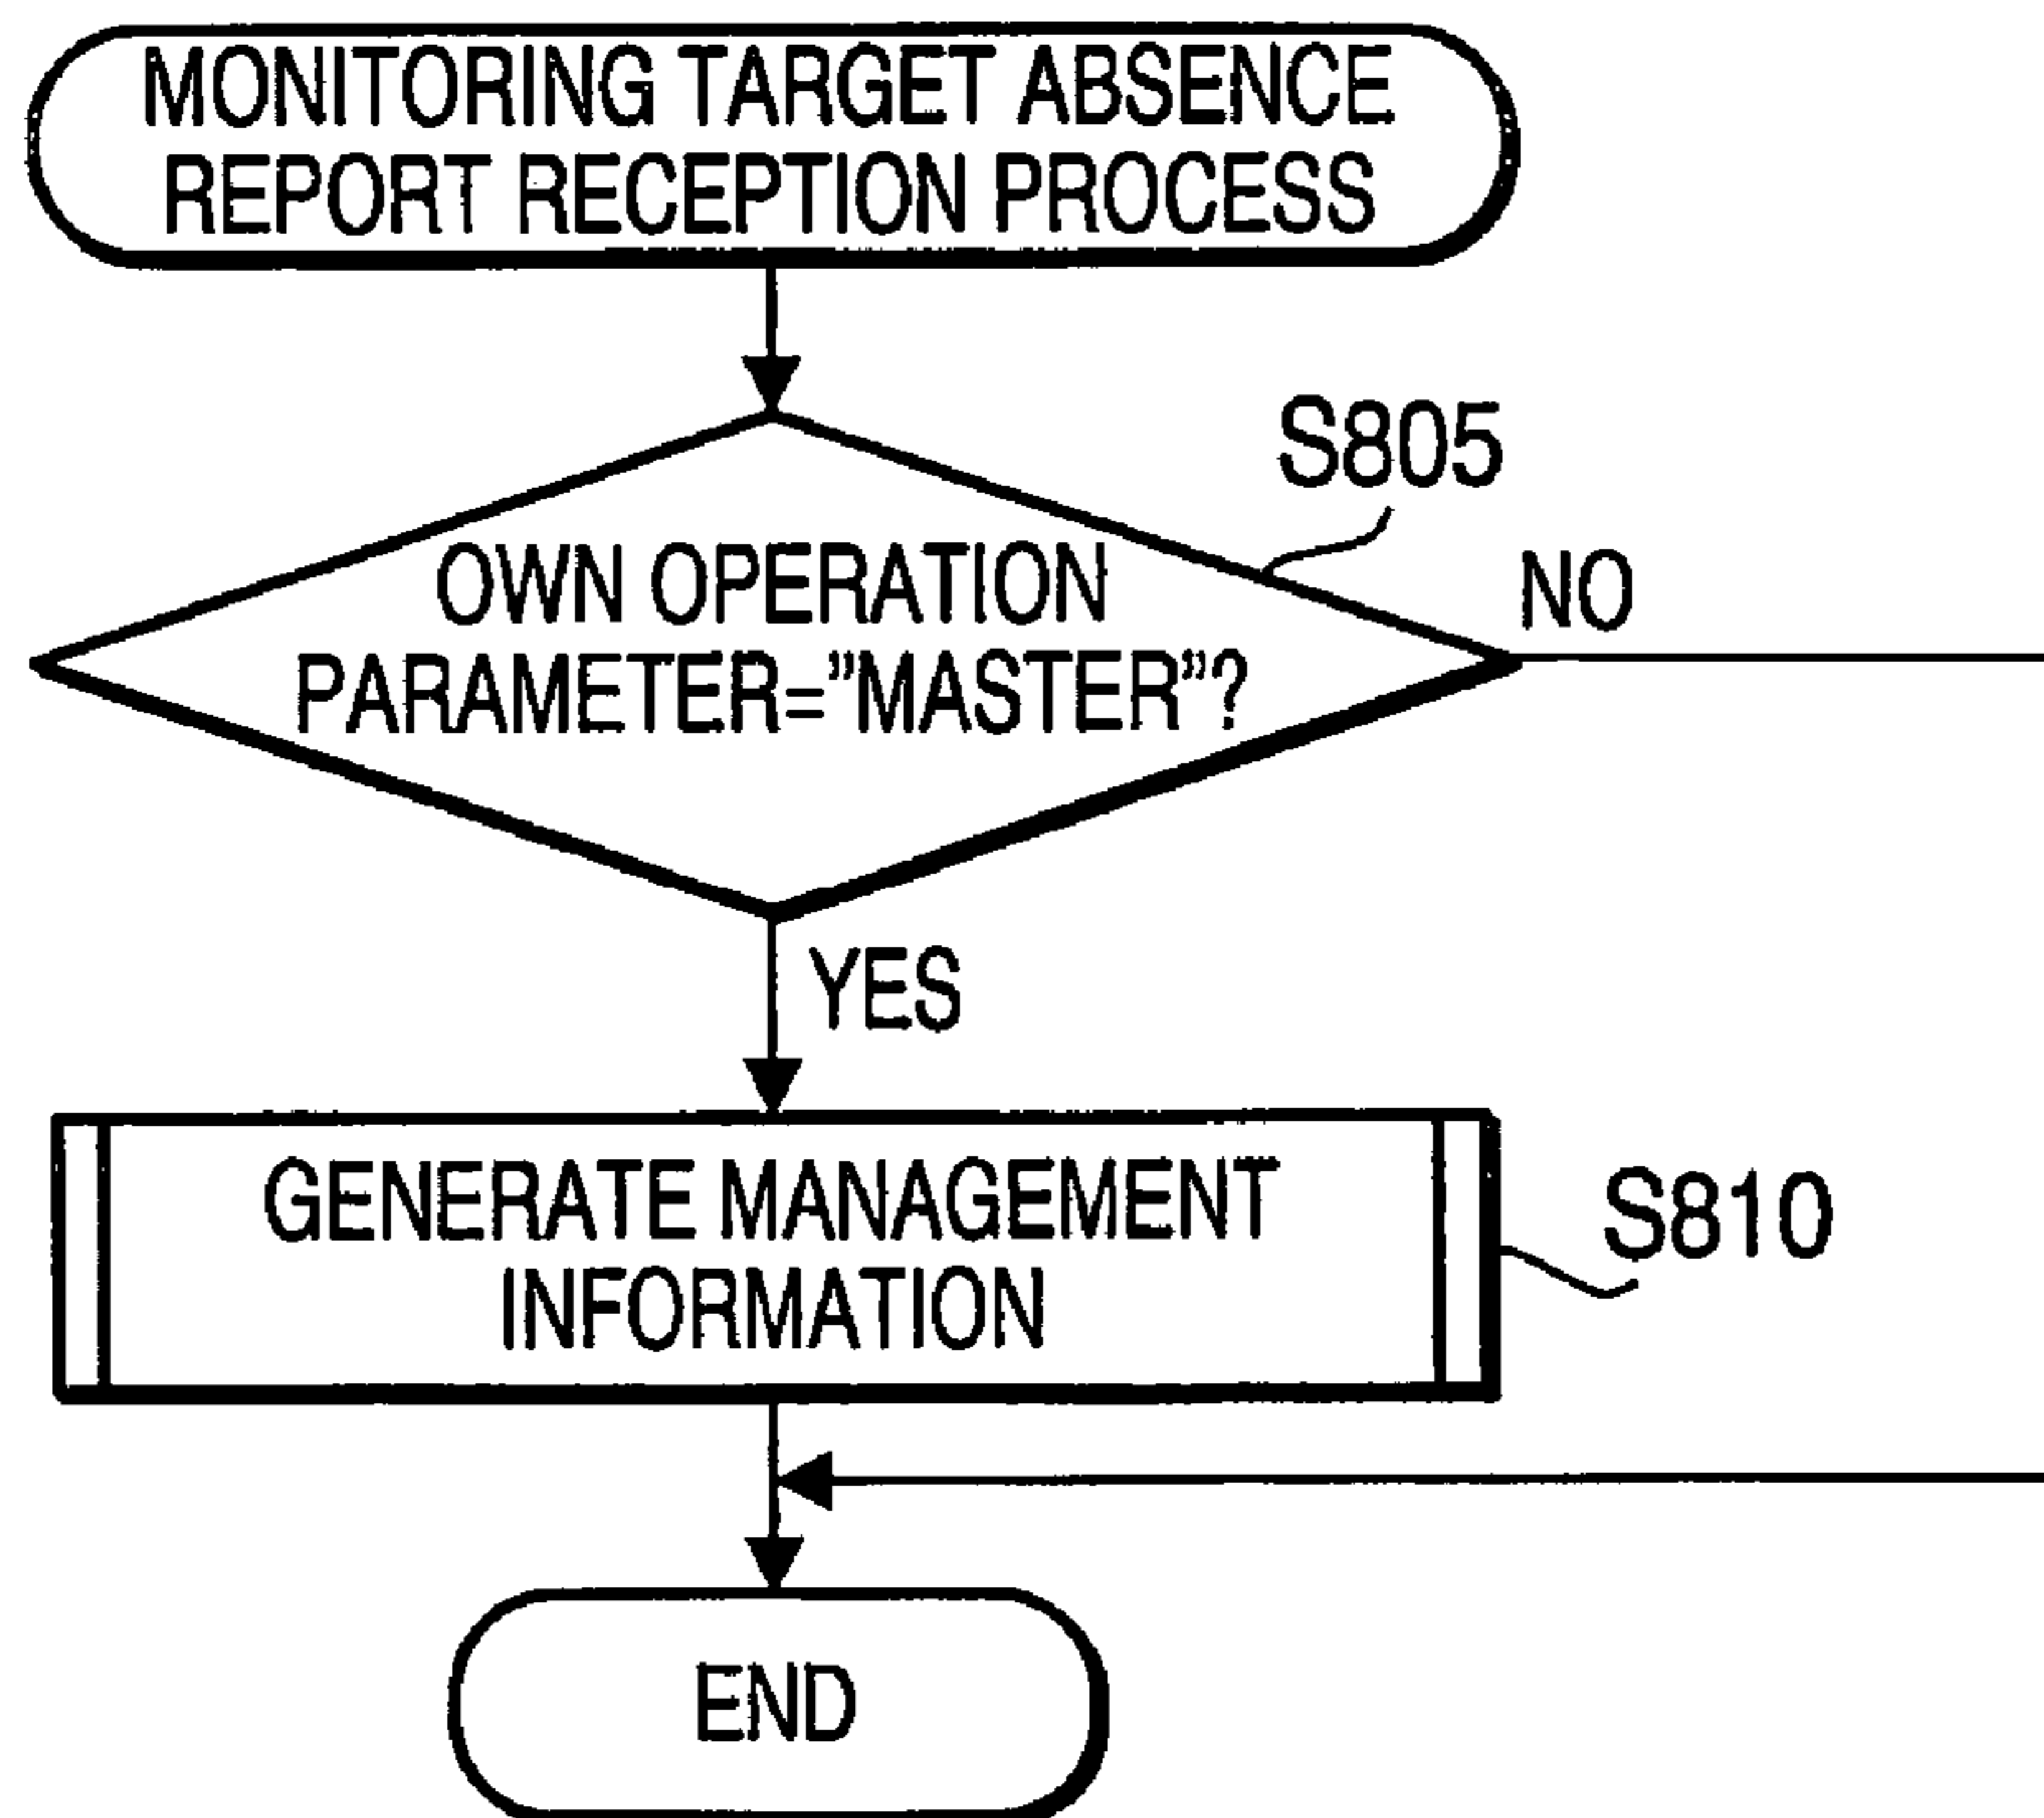 MONITORING TARGET ABSENCE
REPORT RECEPTION PROCESS
S805
OWN OPERATION
PARAMETER=”MASTER”?
NO
YES
GENERATE MANAGEMENT
INFORMATION
S810
END